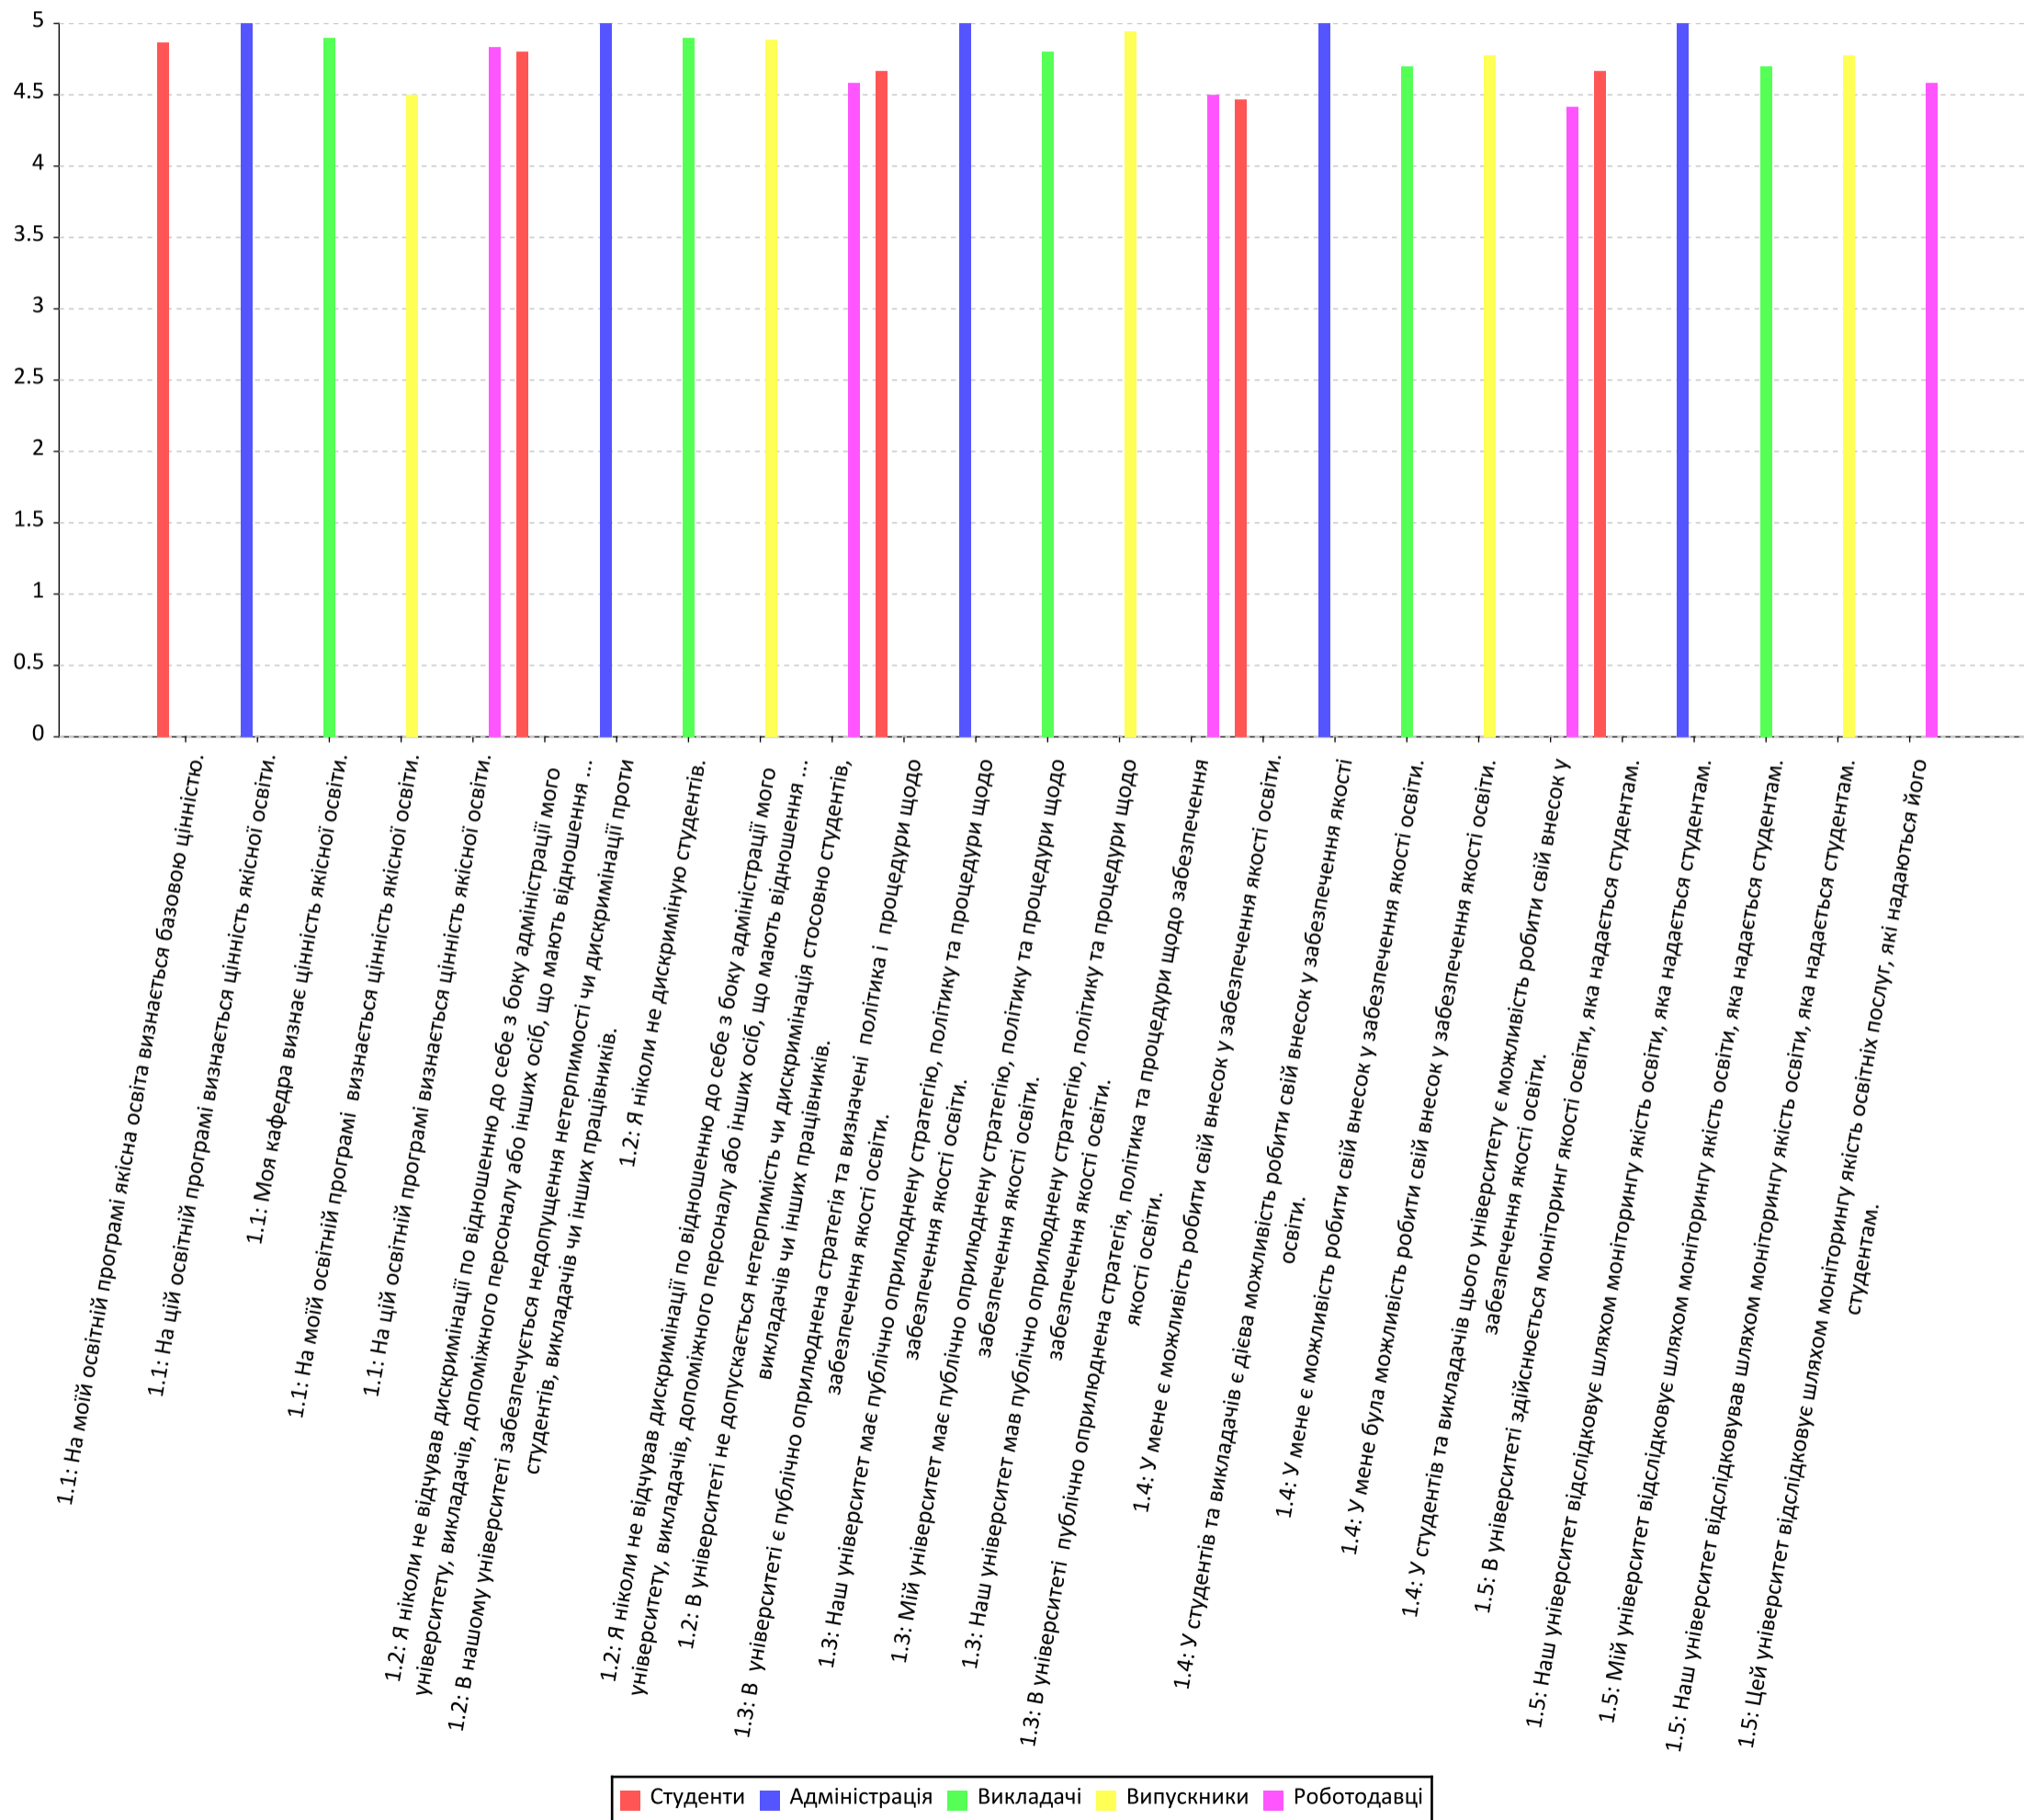 5
4.5
4
3.5
3
2.5
2
1.5
1
0.5
0
1.1: На моїй освітній програмі якісна освіта визнається базовою цінністю.
1.1: На цій освітній програмі визнається цінність якісної освіти.
1.1: Моя кафедра визнає цінність якісної освіти.
1.1: На моїй освітній програмі визнається цінність якісної освіти.
1.1: На цій освітній програмі визнається цінність якісної освіти.
1.2: Я ніколи не відчував дискримінації по відношенню до себе з боку адміністрації мого
університету, викладачів, допоміжного персоналу або інших осіб, що мають відношення ...
1.2: В нашому університеті забезпечується недопущення нетерпимості чи дискримінації проти
студентів, викладачів чи інших працівників.
1.2: Я ніколи не дискриміную студентів.
1.2: Я ніколи не відчував дискримінації по відношенню до себе з боку адміністрації мого
університету, викладачів, допоміжного персоналу або інших осіб, що мають відношення ...
1.2: В університеті не допускається нетерпимість чи дискримінація стосовно студентів,
викладачів чи інших працівників.
1.3: В університеті є публічно оприлюднена стратегія та визначені політика і процедури щодо
забезпечення якості освіти.
1.3: Наш університет має публічно оприлюднену стратегію, політику та процедури щодо
забезпечення якості освіти.
1.3: Мій університет має публічно оприлюднену стратегію, політику та процедури щодо
забезпечення якості освіти.
1.3: Наш університет мав публічно оприлюднену стратегію, політику та процедури щодо
забезпечення якості освіти.
1.3: В університеті публічно оприлюднена стратегія, політика та процедури щодо забезпечення
якості освіти.
1.4: У мене є можливість робити свій внесок у забезпечення якості освіти.
1.4: У студентів та викладачів є дієва можливість робити свій внесок у забезпечення якості
освіти.
1.4: У мене є можливість робити свій внесок у забезпечення якості освіти.
1.4: У мене була можливість робити свій внесок у забезпечення якості освіти.
1.4: У студентів та викладачів цього університету є можливість робити свій внесок у
забезпечення якості освіти.
1.5: В університеті здійснюється моніторинг якості освіти, яка надається студентам.
1.5: Наш університет відслідковує шляхом моніторингу якість освіти, яка надається студентам.
1.5: Мій університет відслідковує шляхом моніторингу якість освіти, яка надається студентам.
1.5: Наш університет відслідковував шляхом моніторингу якість освіти, яка надається студентам.
1.5: Цей університет відслідковує шляхом моніторингу якість освітніх послуг, які надаються його
студентам.
Студенти Адміністрація Викладачі Випускники Роботодавці